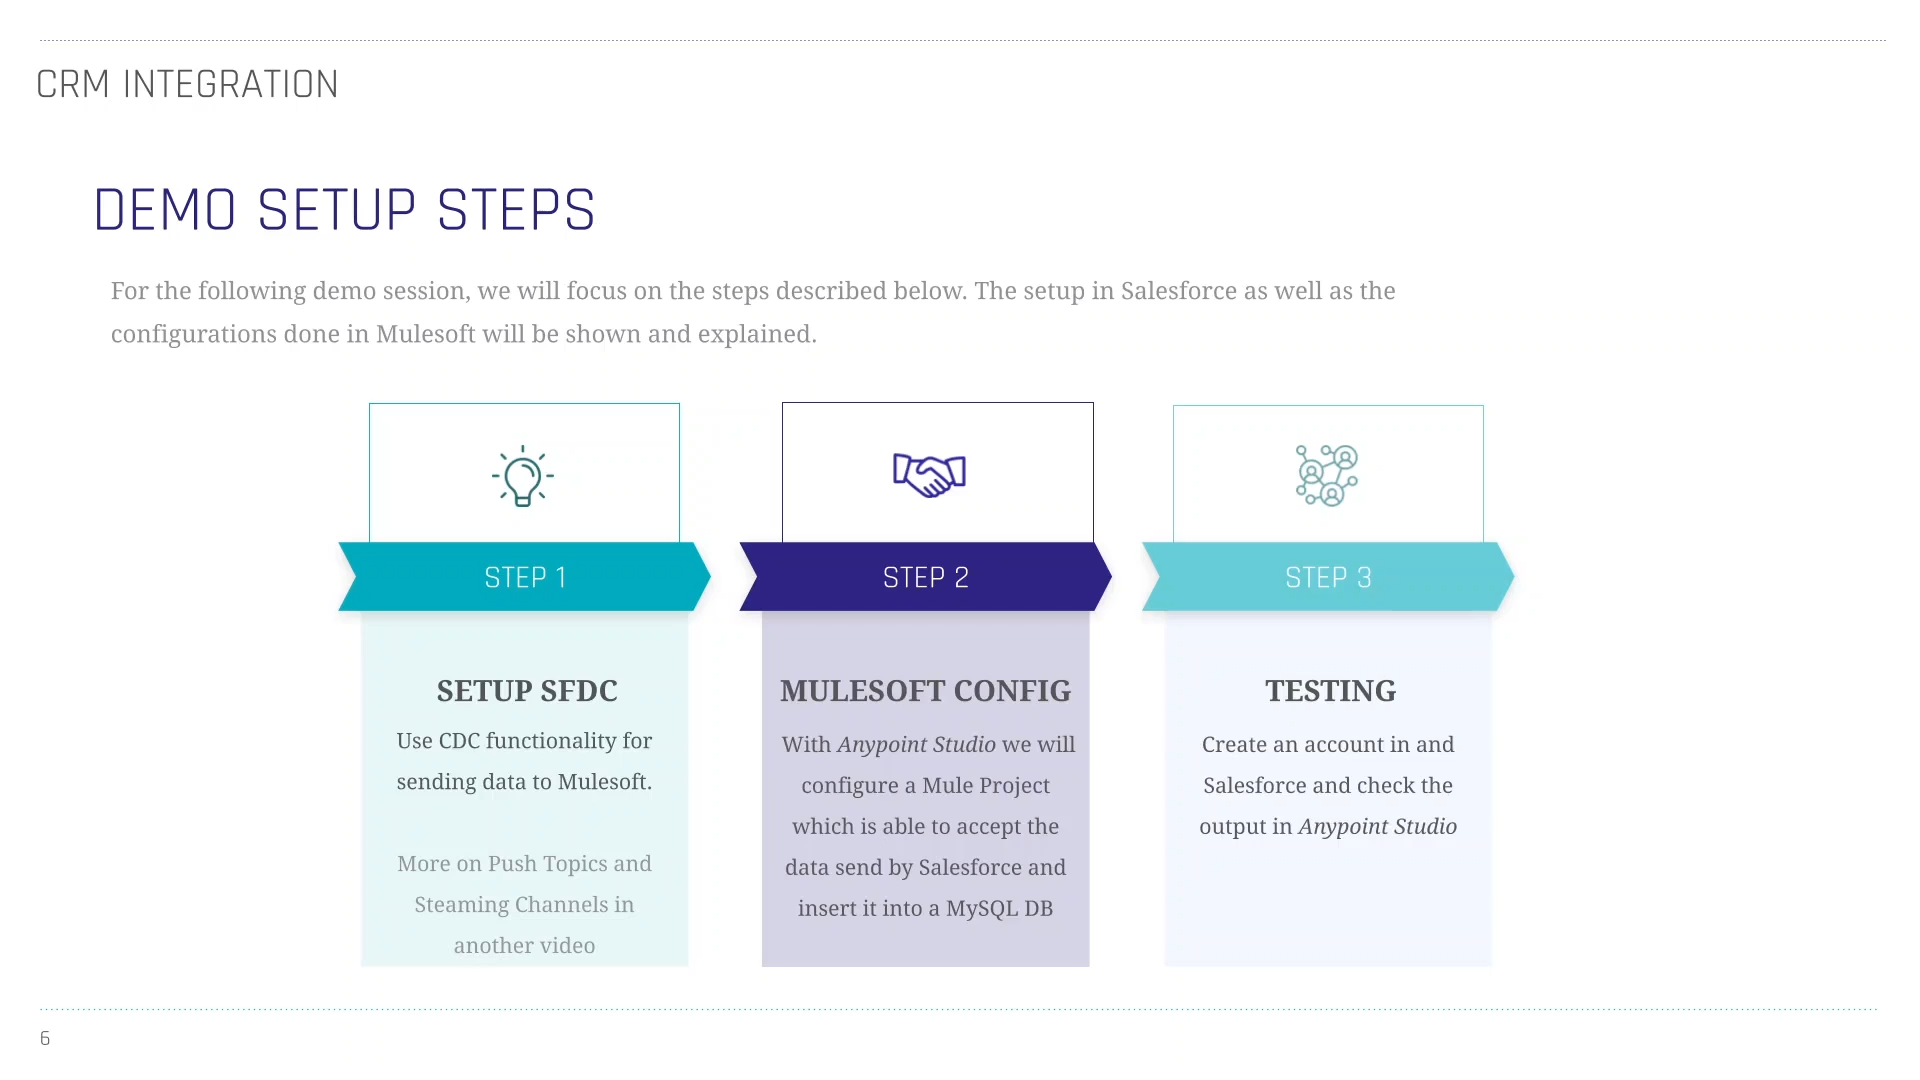 CRM INTEGRATION
DEMO SETUP STEPS
For the following demo session, we will focus on the steps described below. The setup in Salesforce as well as the
configurations done in Mulesoft will be shown and explained.
STEP 1
SETUP SFDC
Use CDC functionality for
sending data to Mulesoft.
More on Push Topics and
Steaming Channels in
another video
STEP 2
MULESOFT CONFIG
With Anypoint Studio we will
configure a Mule Project
which is able to accept the
data send by Salesforce and
insert it into a MySQL DB
STEP 3
TESTING
Create an account in and
Salesforce and check the
output in Anypoint Studio
6